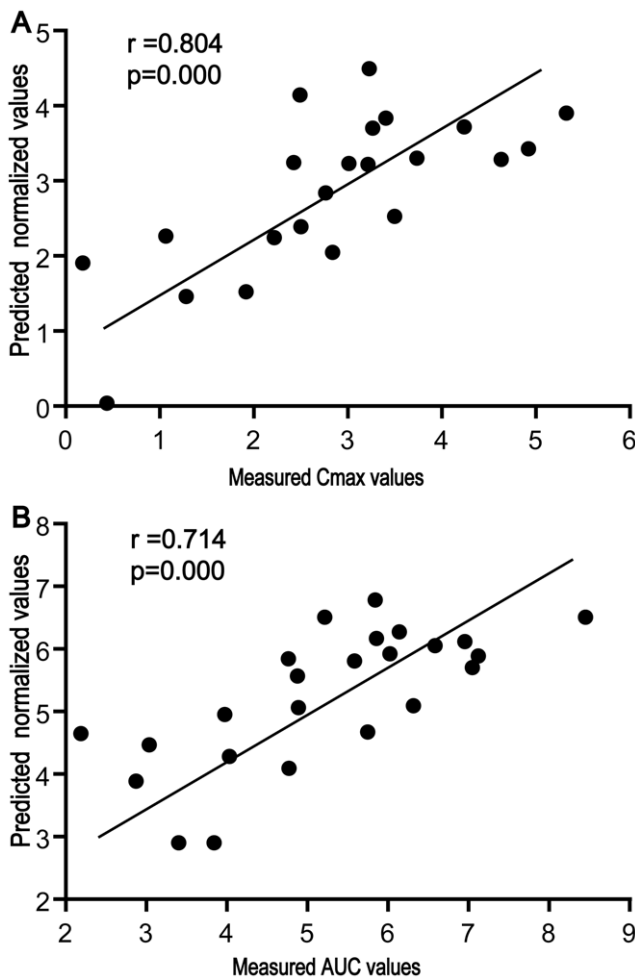 A
r =0.804
p=0.000
Predicted normalized values
5
4
3
2
1
0
0 1 2 3 4 5 6
Measured Cmax values
B
r =0.714
p=0.000
Predicted normalized values
8
7
6
5
4
3
2
2 3 4 5 6 7 8 9
Measured AUC values